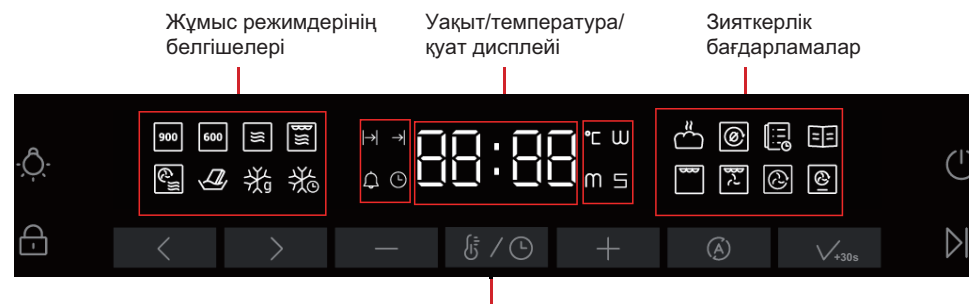 Жұмыс режимдерінің
белгішелері
Уақыт/температура/
қуат дисплейі
Зияткерлік
бағдарламалар
900 600
g
88:88
°C W
m S
A
+30s